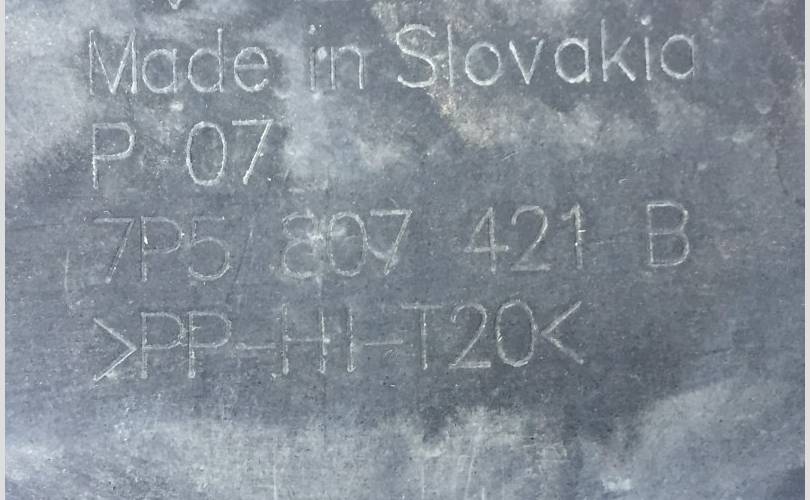 Made in Slovakia
P 07
7P5 807 421 B
>PP-HI-T20<